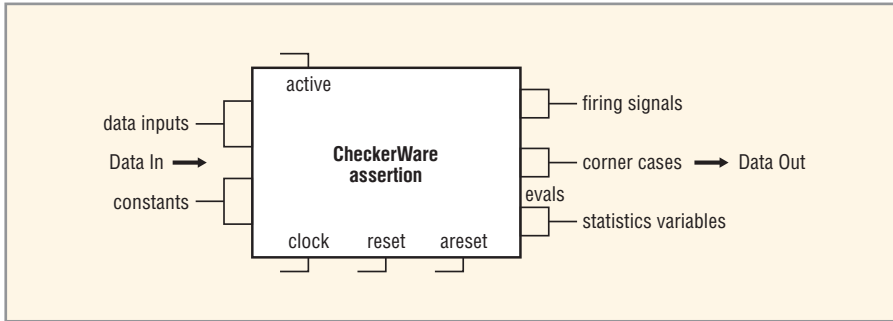 active
data inputs
Data In
constants
CheckerWare
assertion
clock reset areset
firing signals
corner cases Data Out
evals
statistics variables